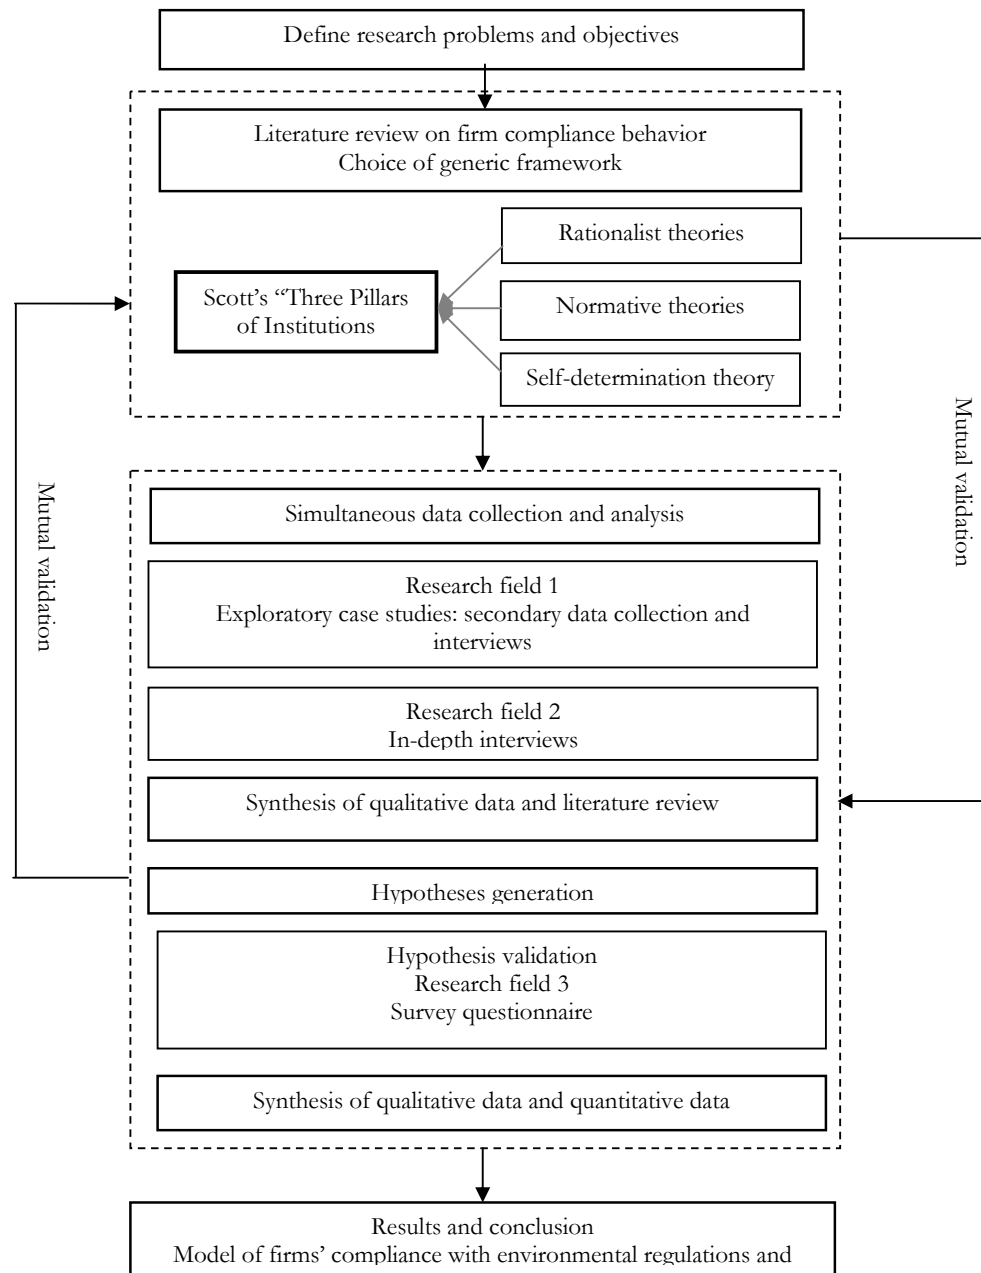 Define research problems and objectives
Literature review on firm compliance behavior
Choice of generic framework
Rationalist theories
Scott's “Three Pillars
of Institutions
Normative theories
Self-determination theory
Mutual validation
Mutual validation
Simultaneous data collection and analysis
Research field 1
Exploratory case studies: secondary data collection and
interviews
Research field 2
In-depth interviews
Synthesis of qualitative data and literature review
Hypotheses generation
Hypothesis validation
Research field 3
Survey questionnaire
Synthesis of qualitative data and quantitative data
Results and conclusion
Model of firms' compliance with environmental regulations and